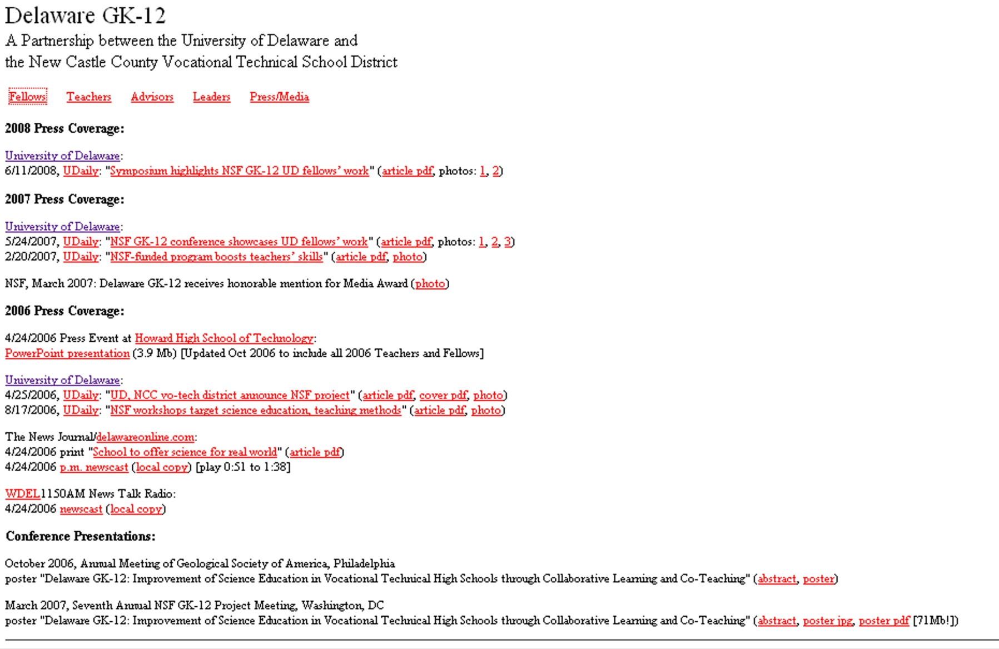 Delaware GK-12
A Partnership between the University of Delaware and
the New Castle County Vocational Technical School District
Fellows Teachers Advisors Leaders Press/Media
2008 Press Coverage:
University of Delaware:
6/11/2008, UDaily: "Symposium highlights NSF GK-12 UD fellows’ work" (article pdf, photos: 1, 2)
2007 Press Coverage:
University of Delaware:
5/24/2007, UDaily: "NSF GK-12 conference showcases UD fellows’ work" (article pdf, photos: 1, 2, 3)
2/20/2007, UDaily: "NSF-funded program boosts teachers’ skills" (article pdf, photo)
NSF, March 2007: Delaware GK-12 receives honorable mention for Media Award (photo)
2006 Press Coverage:
4/24/2006 Press Event at Howard High School of Technology:
PowerPoint presentation (3.9 Mb) [Updated Oct 2006 to include all 2006 Teachers and Fellows]
University of Delaware:
4/25/2006, UDaily: "UD, NCC vo-tech district announce NSF project" (article pdf, cover pdf, photo)
8/17/2006, UDaily: "NSF workshops target science education, teaching methods" (article pdf, photo)
The News Journal/delawareonline.com:
4/24/2006 print "School to offer science for real world" (article pdf)
4/24/2006 p.m. newscast (local copy) [play 0:51 to 1:38]
WDEL1150AM News Talk Radio:
4/24/2006 newscast (local copy)
Conference Presentations:
October 2006, Annual Meeting of Geological Society of America, Philadelphia
poster "Delaware GK-12: Improvement of Science Education in Vocational Technical High Schools through Collaborative Learning and Co-Teaching" (abstract, poster)
March 2007, Seventh Annual NSF GK-12 Project Meeting, Washington, DC
poster "Delaware GK-12: Improvement of Science Education in Vocational Technical High Schools through Collaborative Learning and Co-Teaching" (abstract, poster jpg, poster pdf [71Mb!])